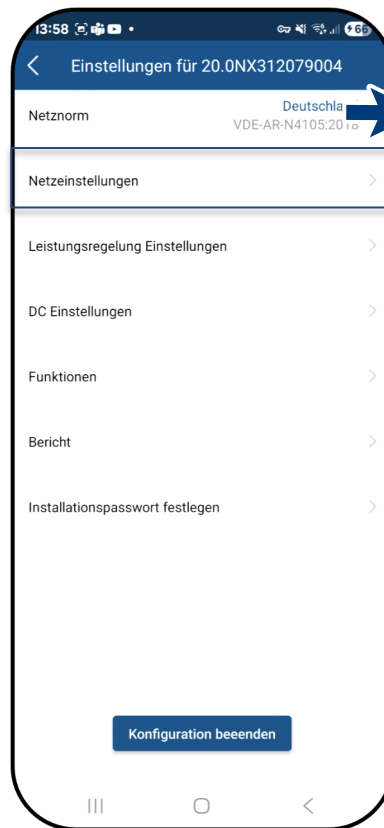 13:58
66
Einstellungen für 20.0NX312079004
Netznorm
Deutschla
VDE-AR-N4105:2018
Netzeinstellungen
Leistungsregelung Einstellungen
DC Einstellungen
Funktionen
Bericht
Installationspasswort festlegen
Konfiguration beeenden